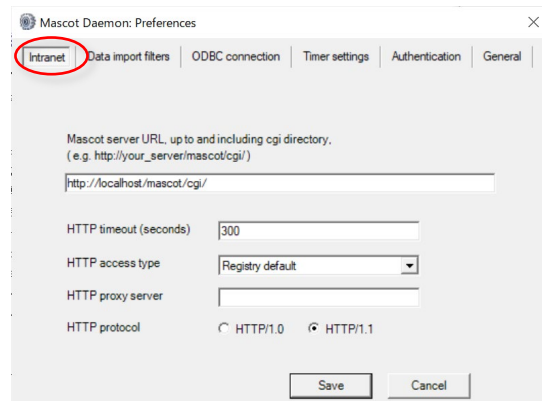 Mascot Daemon: Preferences
Intranet Data import filters ODBC connection Timer settings Authentication General
Mascot server URL, up to and including cgi directory,
( e.g. http://your_server/mascot/cgi/ )
http://localhost/mascot/cgi/
HTTP timeout (seconds) 300
HTTP access type Registry default
HTTP proxy server
HTTP protocol HTTP/1.0 HTTP/1.1
Save Cancel